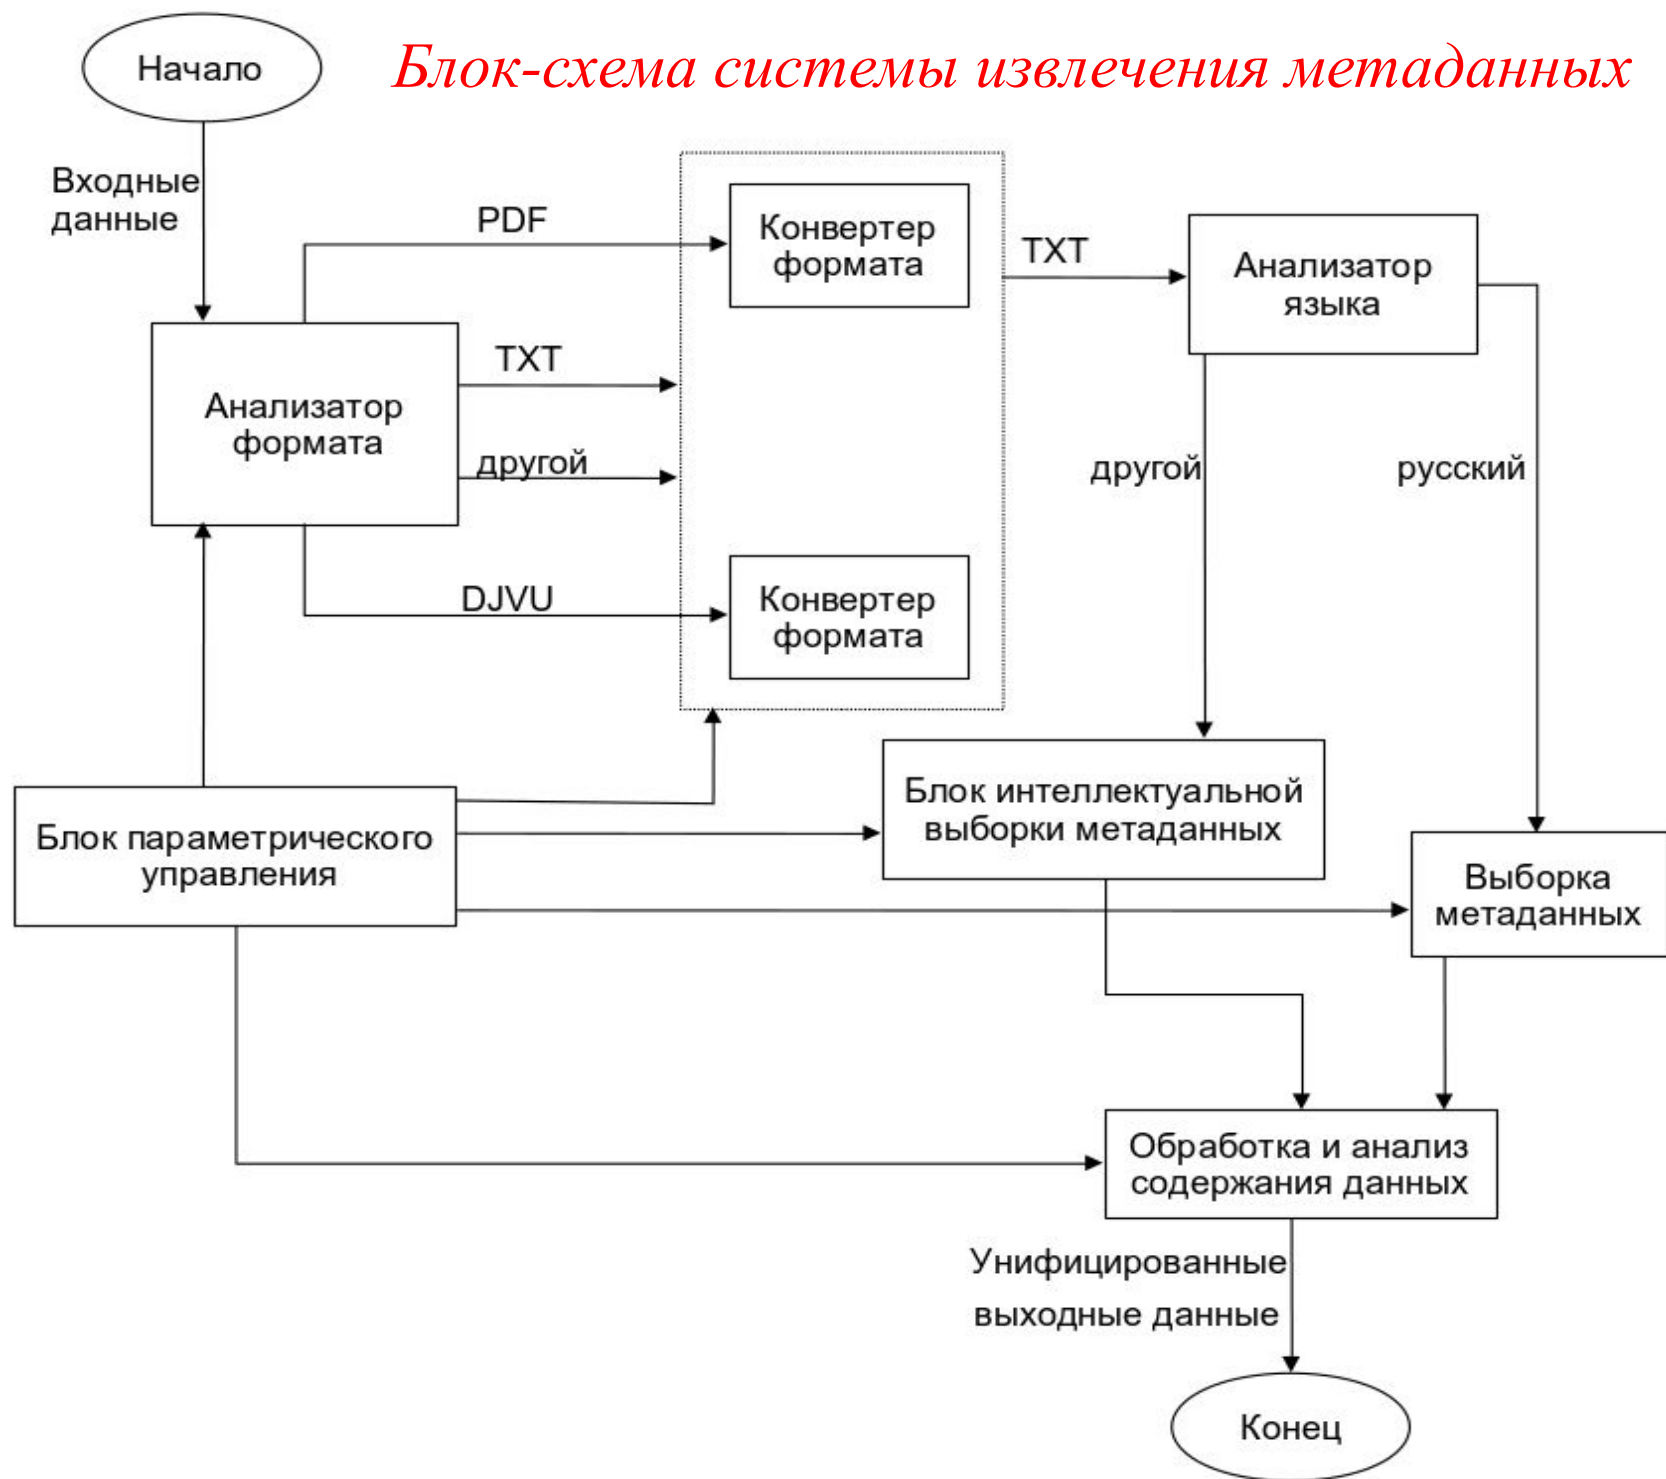 Начало
Блок-схема системы извлечения метаданных
Входные
данные
PDF
Конвертер
формата
TXT
Анализатор
языка
TXT
Анализатор
формата
другой
другой
русский
DJVU
Конвертер
формата
Блок параметрического
управления
Блок интеллектуальной
выборки метаданных
Выборка
метаданных
Обработка и анализ
содержания данных
Унифицированные
выходные данные
Конец